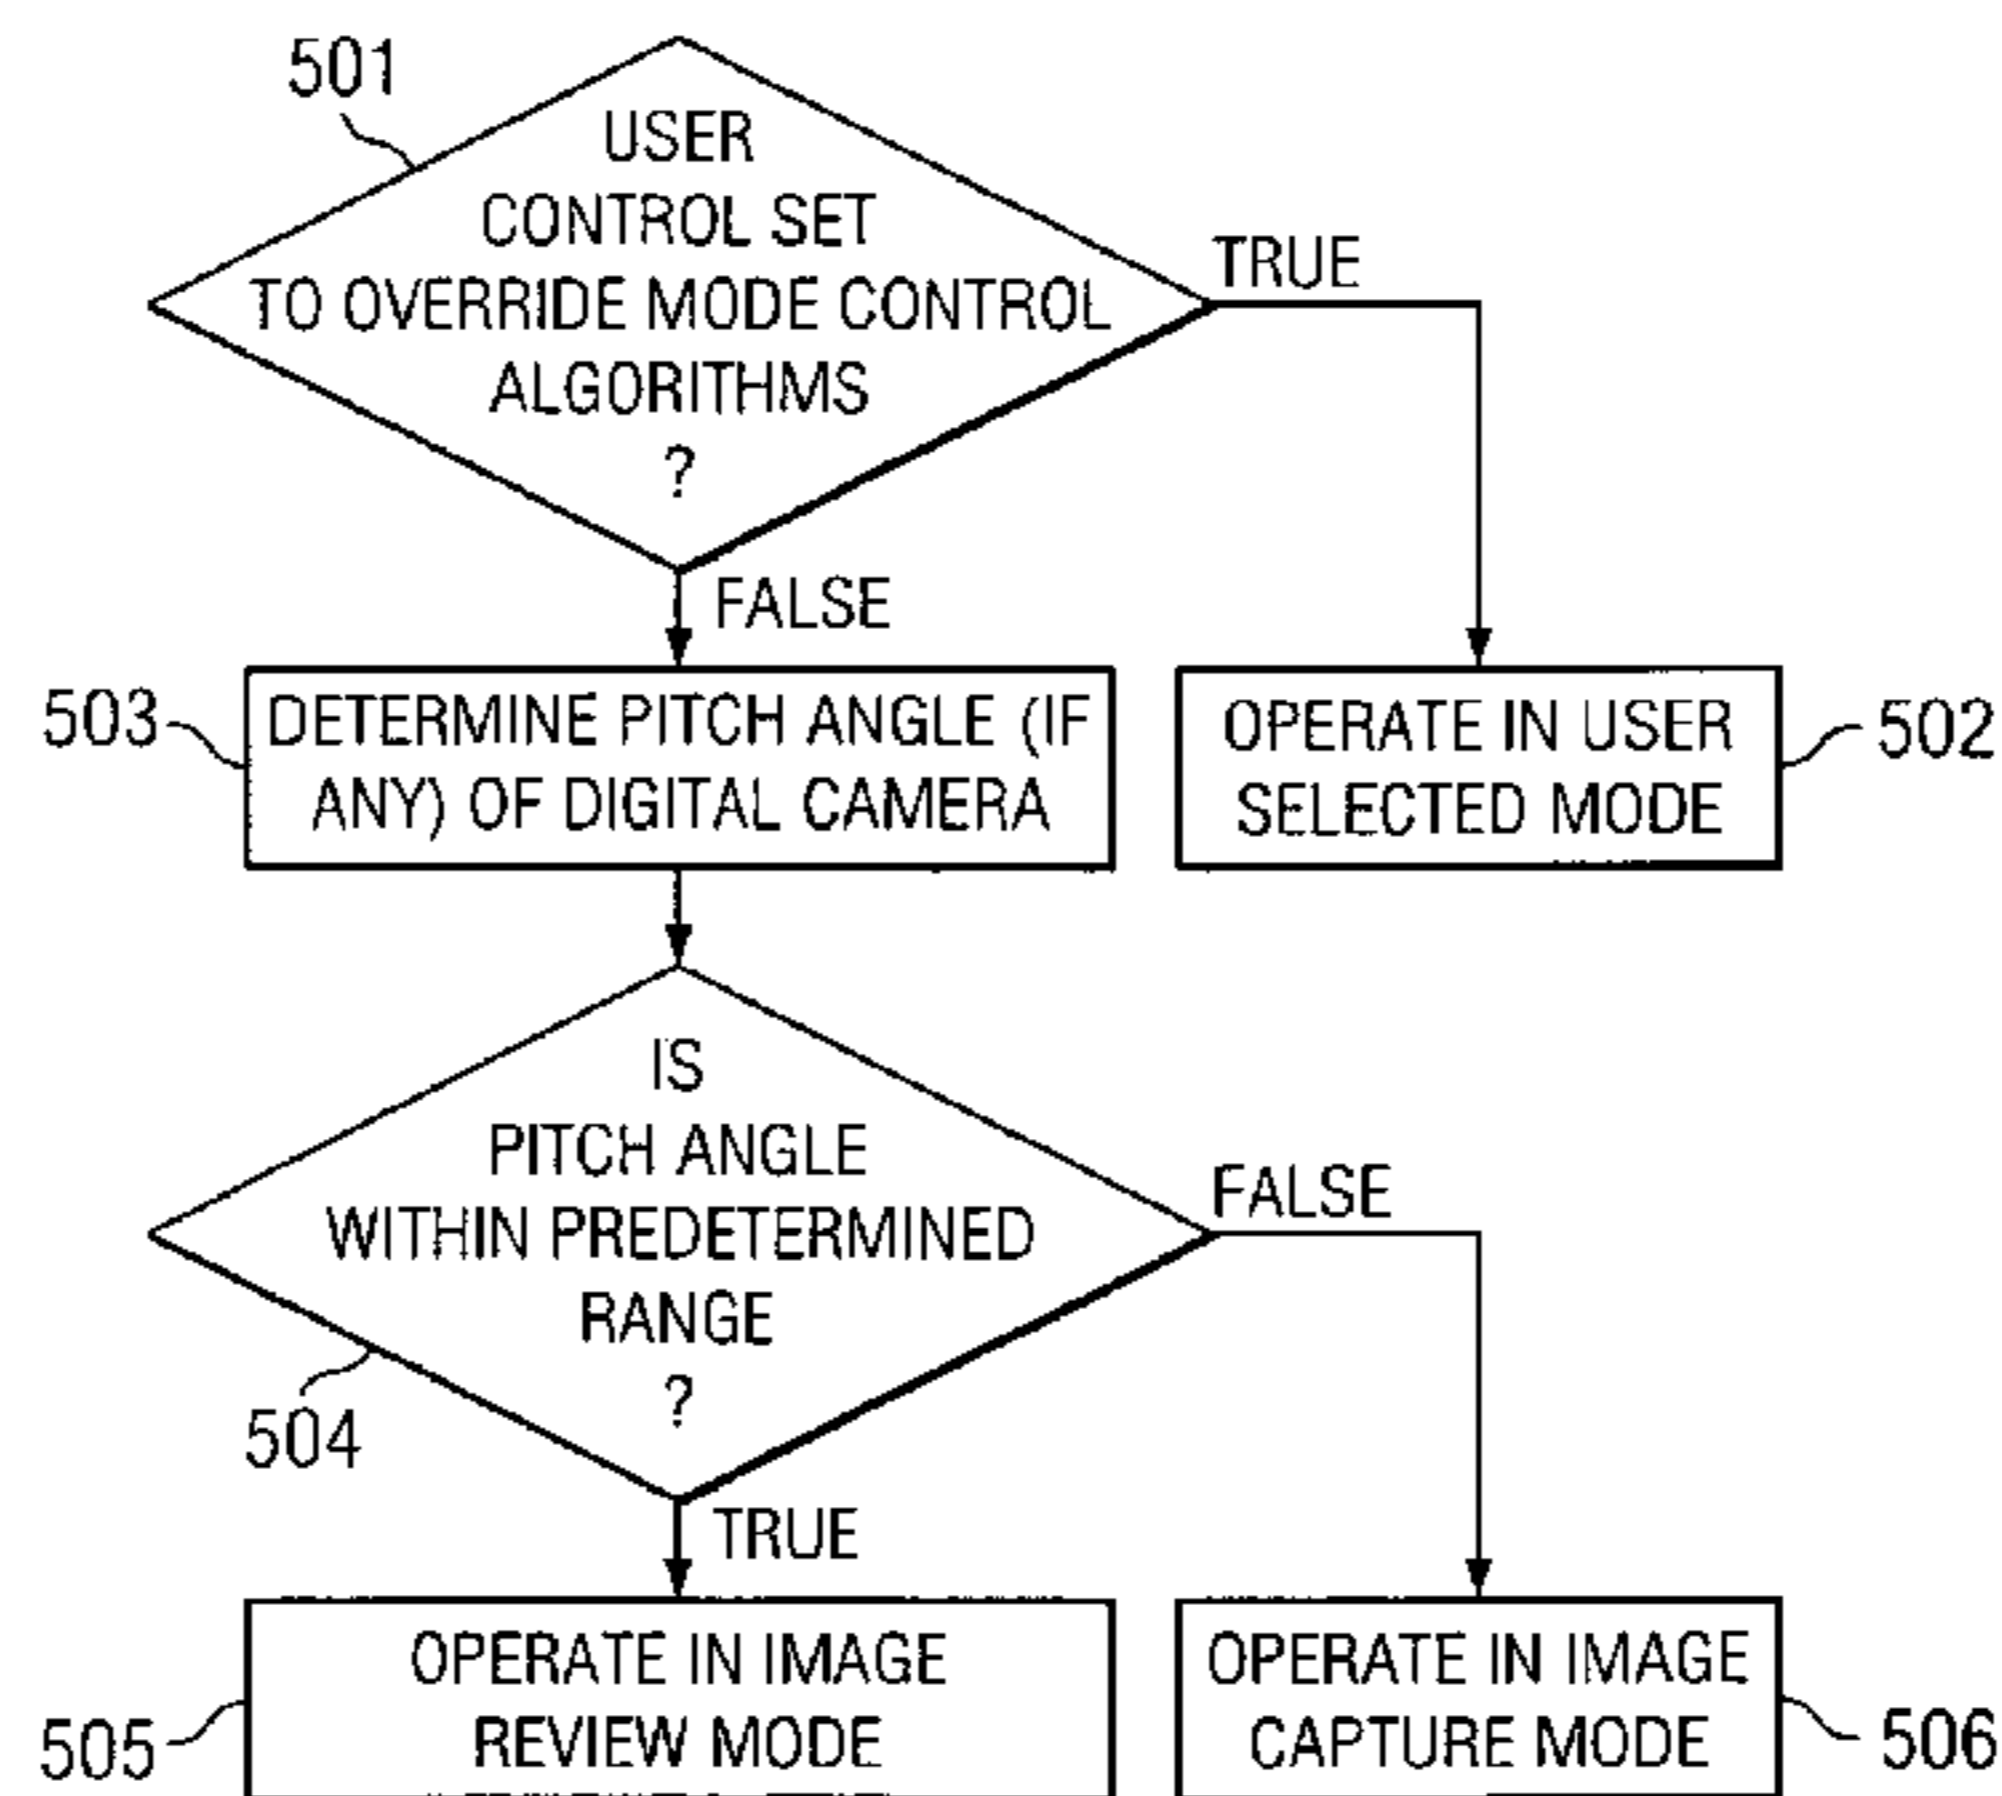 501
USER
CONTROL SET
TO OVERRIDE MODE CONTROL
ALGORITHMS
?
TRUE
FALSE
503
DETERMINE PITCH ANGLE (IF
ANY) OF DIGITAL CAMERA
OPERATE IN USER
SELECTED MODE
502
IS
PITCH ANGLE
WITHIN PREDETERMINED
RANGE
?
FALSE
504
TRUE
505
OPERATE IN IMAGE
REVIEW MODE
OPERATE IN IMAGE
CAPTURE MODE
506